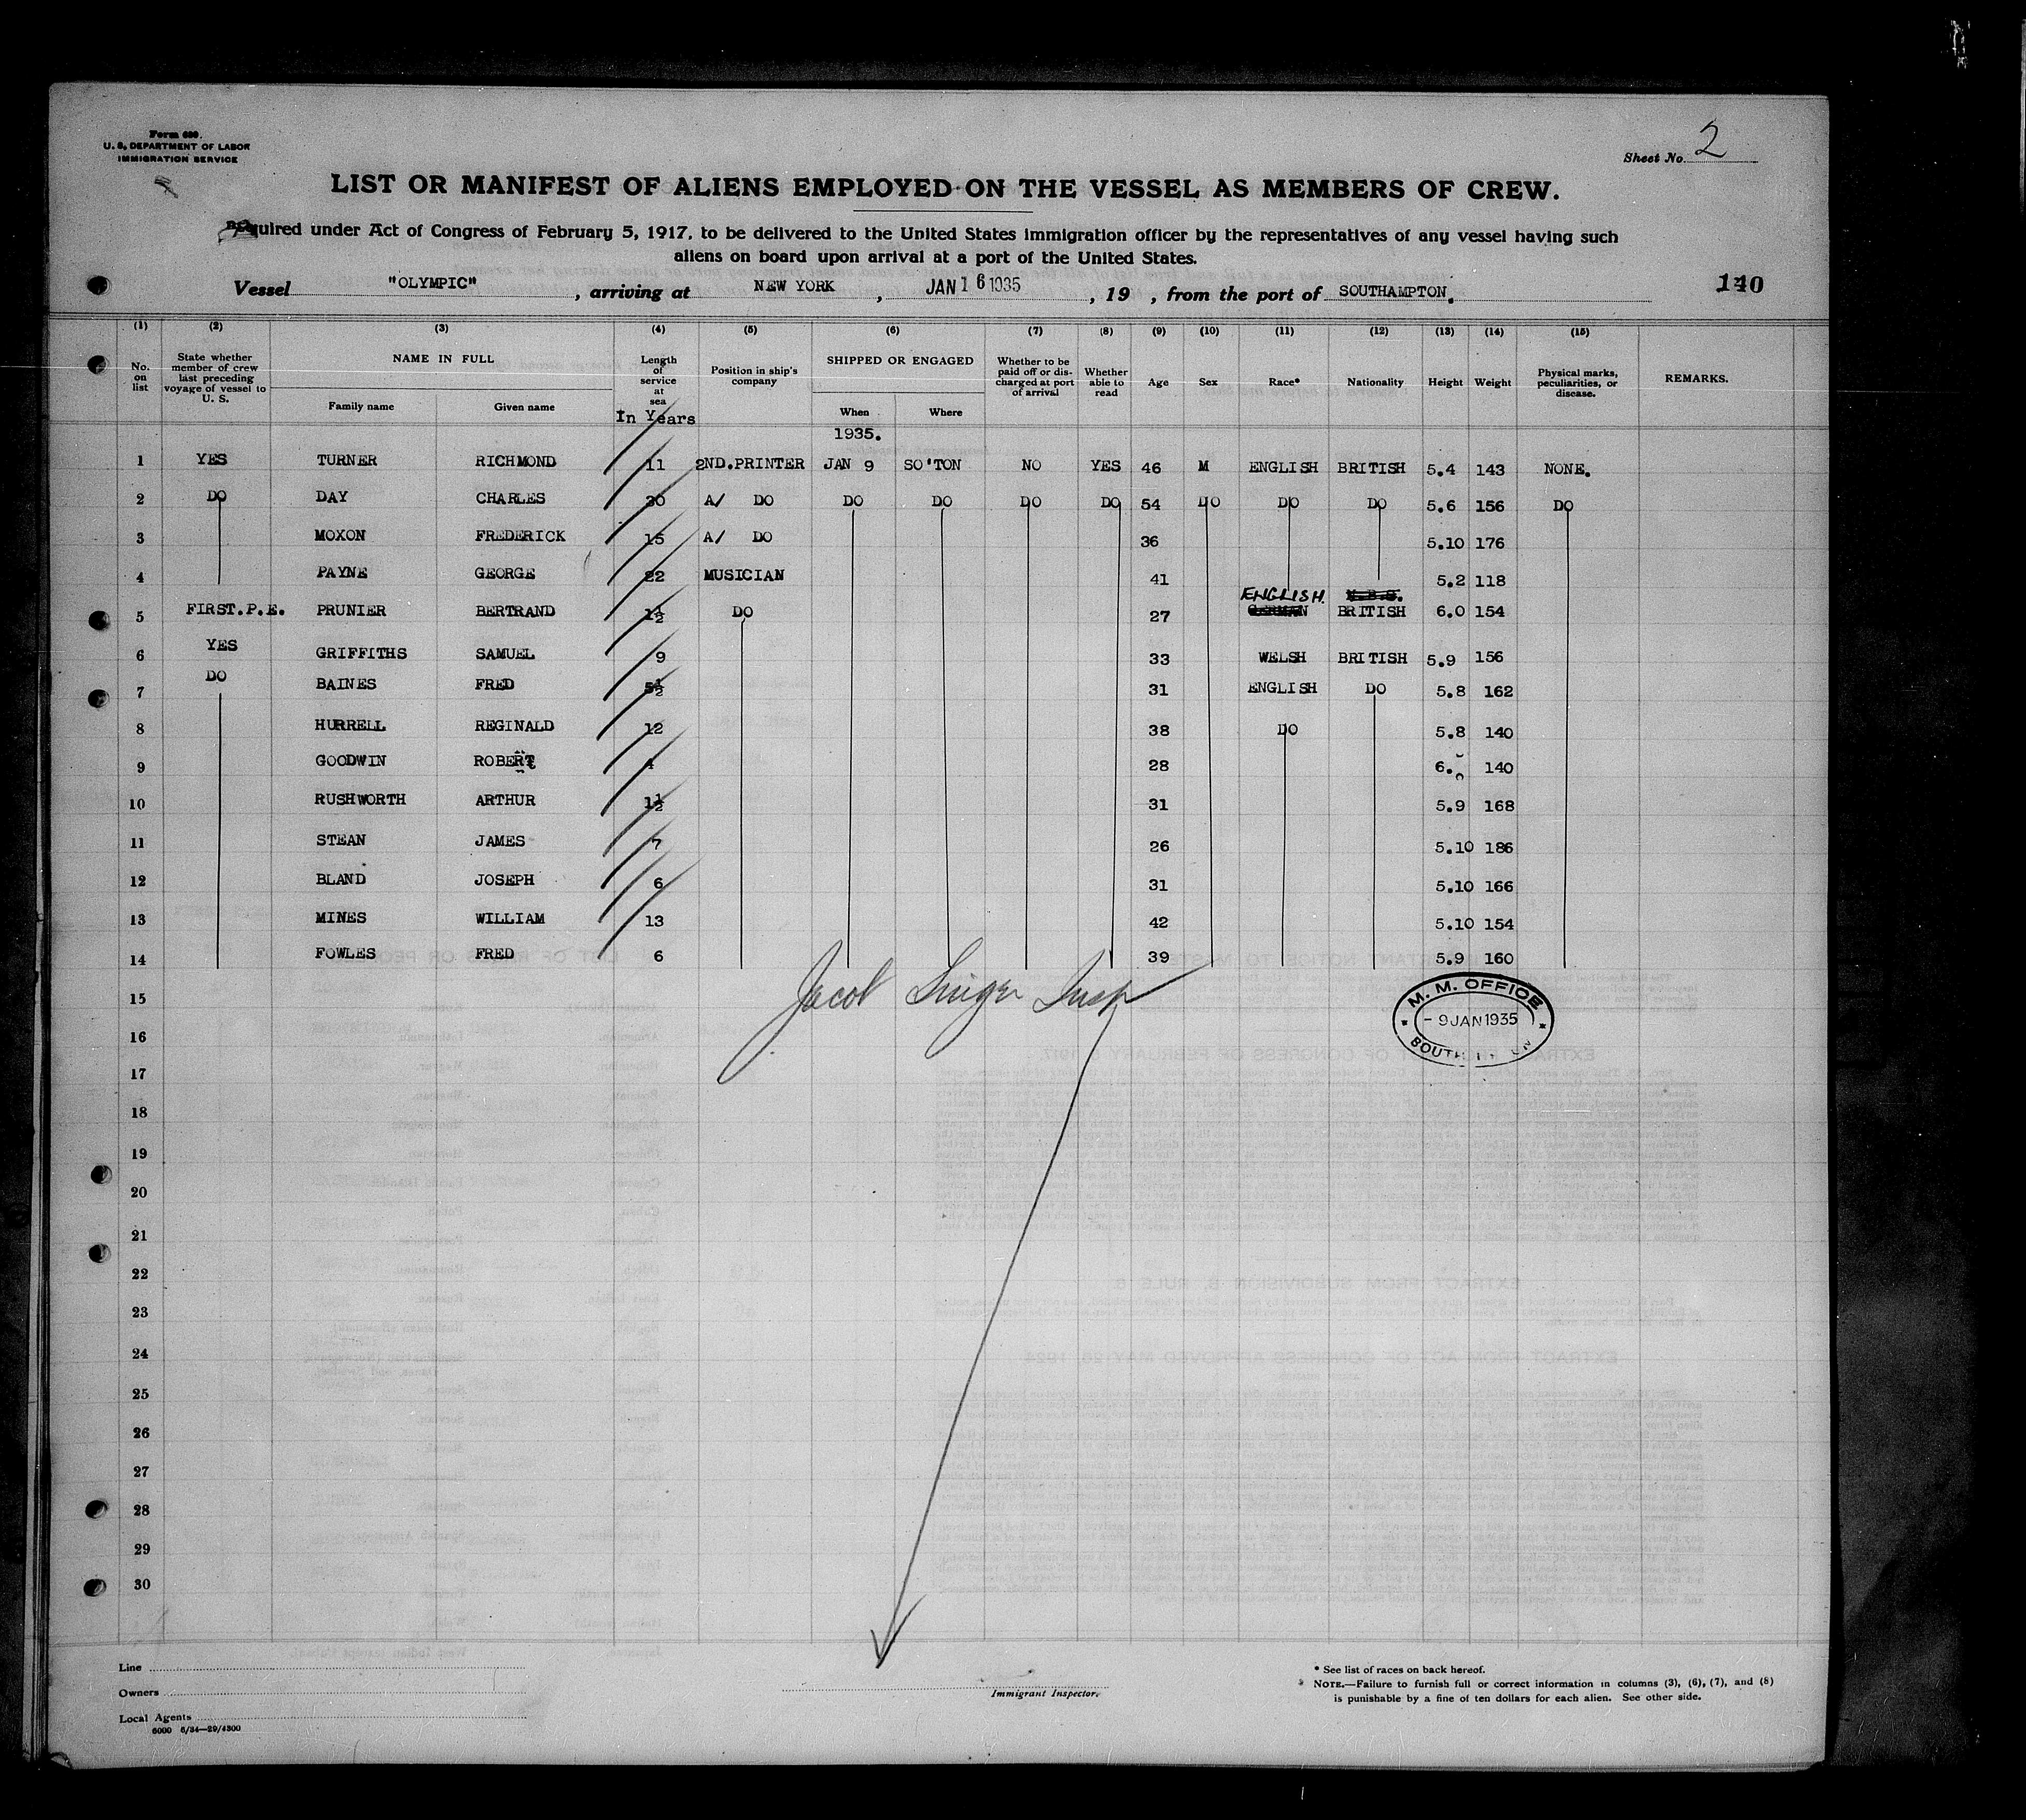 Form 680.
U. S. DEPARTMENT OF LABOR
IMMIGRATION SERVICE
Sheet No. 2
LIST OR MANIFEST OF ALIENS EMPLOYED ON THE VESSEL AS MEMBERS OF CREW.
Required under Act of Congress of February 5, 1917, to be delivered to the United States immigration officer by the representatives of any vessel having such
aliens on board upon arrival at a port of the United States.
Vessel "OLYMPIC", arriving at NEW YORK, JAN 16 1935, 19 , from the port of SOUTHAMPTON. 140
(1) (2) (3) (4) (5) (6) (7) (8) (9) (10) (11) (12) (13) (14) (15)
No. on list State whether member of crew last preceding voyage of vessel to U. S. NAME IN FULL Family name Given name Length of service at sea In Years Position in ship's company SHIPPED OR ENGAGED When Where Whether to be paid off or discharged at port of arrival Whether able to read Age Sex Race* Nationality Height Weight Physical marks, peculiarities, or disease. REMARKS.
1935.
1 YES TURNER RICHMOND 11 2ND.PRINTER JAN 9 SO'TON NO YES 46 M ENGLISH BRITISH 5.4 143 NONE.
2 DO DAY CHARLES 30 A/ DO DO DO DO DO 54 DO DO DO 5.6 156 DO
3 MOXON FREDERICK 15 A/ DO 36 5.10 176
4 PAYNE GEORGE 22 MUSICIAN 41 5.2 118
ENGLISH U.B.S.
5 FIRST.P.E. PRUNIER BERTRAND 1½ DO 27 GERMAN BRITISH 6.0 154
6 YES GRIFFITHS SAMUEL 9 33 WELSH BRITISH 5.9 156
7 DO BAINES FRED 5½ 31 ENGLISH DO 5.8 162
8 HURRELL REGINALD 12 38 DO 5.8 140
9 GOODWIN ROBERT 4 28 6. 140
10 RUSHWORTH ARTHUR 1½ 31 5.9 168
11 STEAN JAMES 7 26 5.10 186
12 BLAND JOSEPH 6 31 5.10 166
13 MINES WILLIAM 13 42 5.10 154
14 FOWLES FRED 6 39 5.9 160
15
Jacob Singer Insp
M. M. OFFICE
- 9 JAN 1935
16
17
18
19
20
21
22
23
24
25
26
27
28
29
30
Line
Owners
Local Agents
6000 6/34—29/4300
Immigrant Inspector.
* See list of races on back hereof.
NOTE.—Failure to furnish full or correct information in columns (3), (6), (7), and (8)
is punishable by a fine of ten dollars for each alien. See other side.